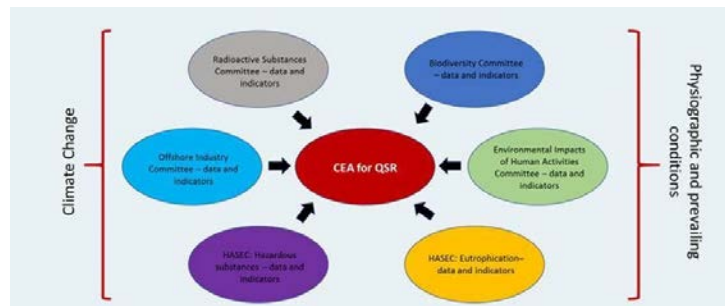 Climate Change
Radioactive Substances
Committee – data and
indicators
Biodiversity Committee
– data and indicators
Offshore Industry
Committee – data and
indicators
CEA for QSR
Environmental Impacts
of Human Activities
Committee – data and
indicators
HASEC: Hazardous
substances – data and
indicators
HASEC: Eutrophication–
data and indicators
Physiographic and prevailing
conditions